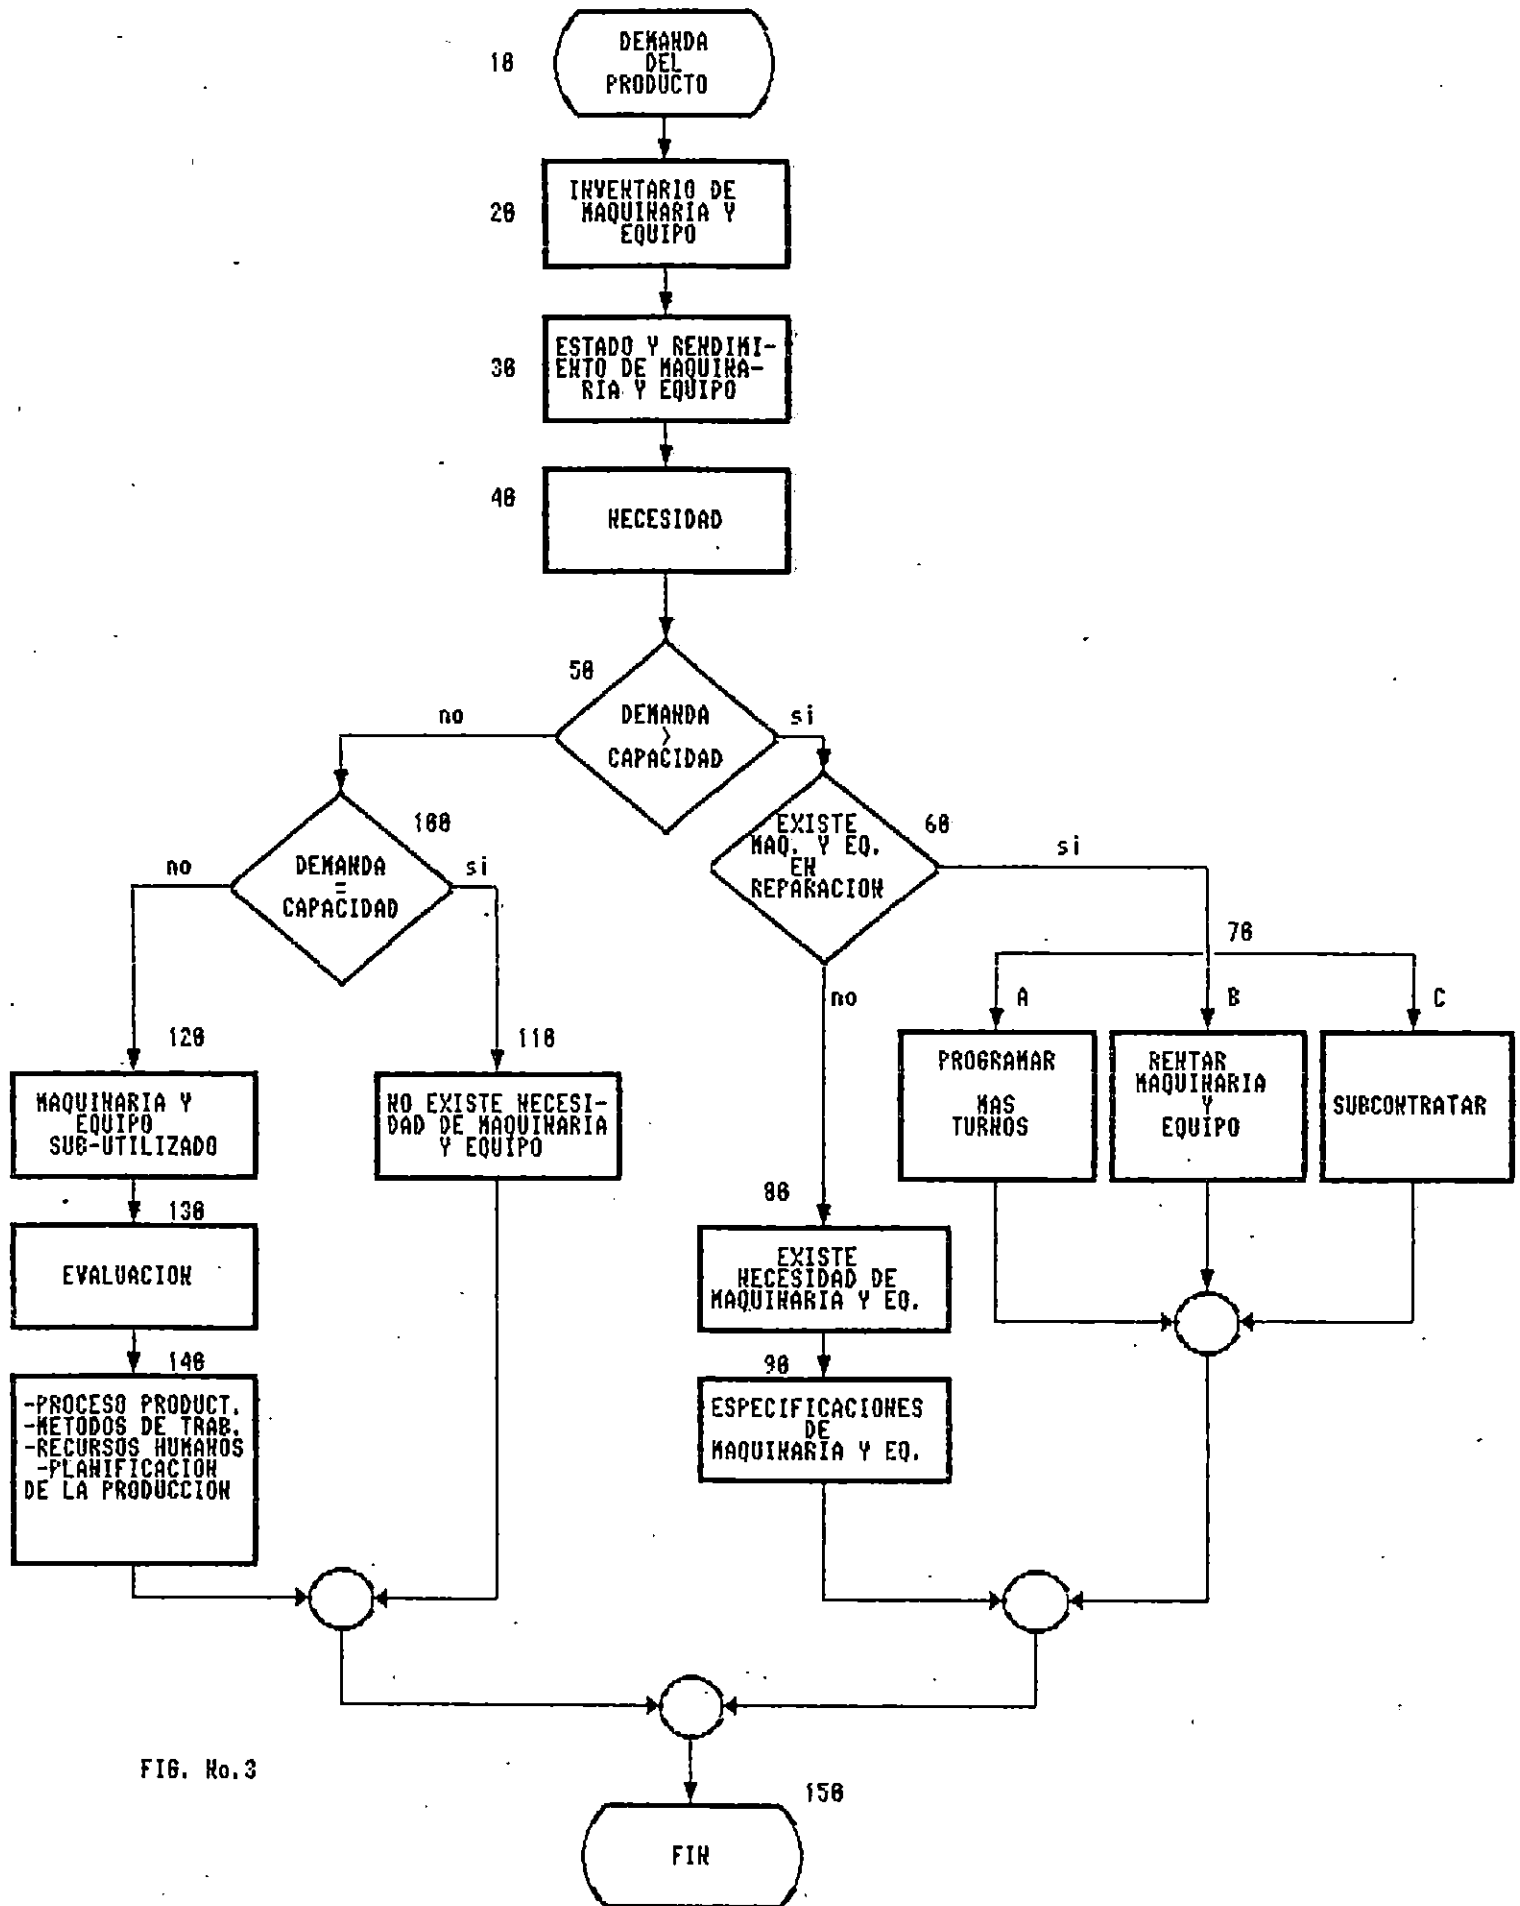 10
DEMANDA
DEL
PRODUCTO
20
INVENTARIO DE
MAQUINARIA Y
EQUIPO
30
ESTADO Y RENDIMI-
ENTO DE MAQUINA-
RIA Y EQUIPO
40
NECESIDAD
50
DEMANDA
>
CAPACIDAD
no
si
100
DEMANDA
=
CAPACIDAD
no
si
60
EXISTE
MAQ. Y EQ.
EN
REPARACION
si
no
70
A
B
C
120
MAQUINARIA Y
EQUIPO
SUB-UTILIZADO
110
NO EXISTE NECESI-
DAD DE MAQUINARIA
Y EQUIPO
PROGRAMAR
MAS
TURNOS
RENTAR
MAQUINARIA
Y
EQUIPO
SUBCONTRATAR
130
EVALUACION
80
EXISTE
NECESIDAD DE
MAQUINARIA Y EQ.
140
-PROCESO PRODUCT.
-METODOS DE TRAB.
-RECURSOS HUMANOS
-PLANIFICACION
DE LA PRODUCCION
90
ESPECIFICACIONES
DE
MAQUINARIA Y EQ.
FIG. No.3
150
FIN